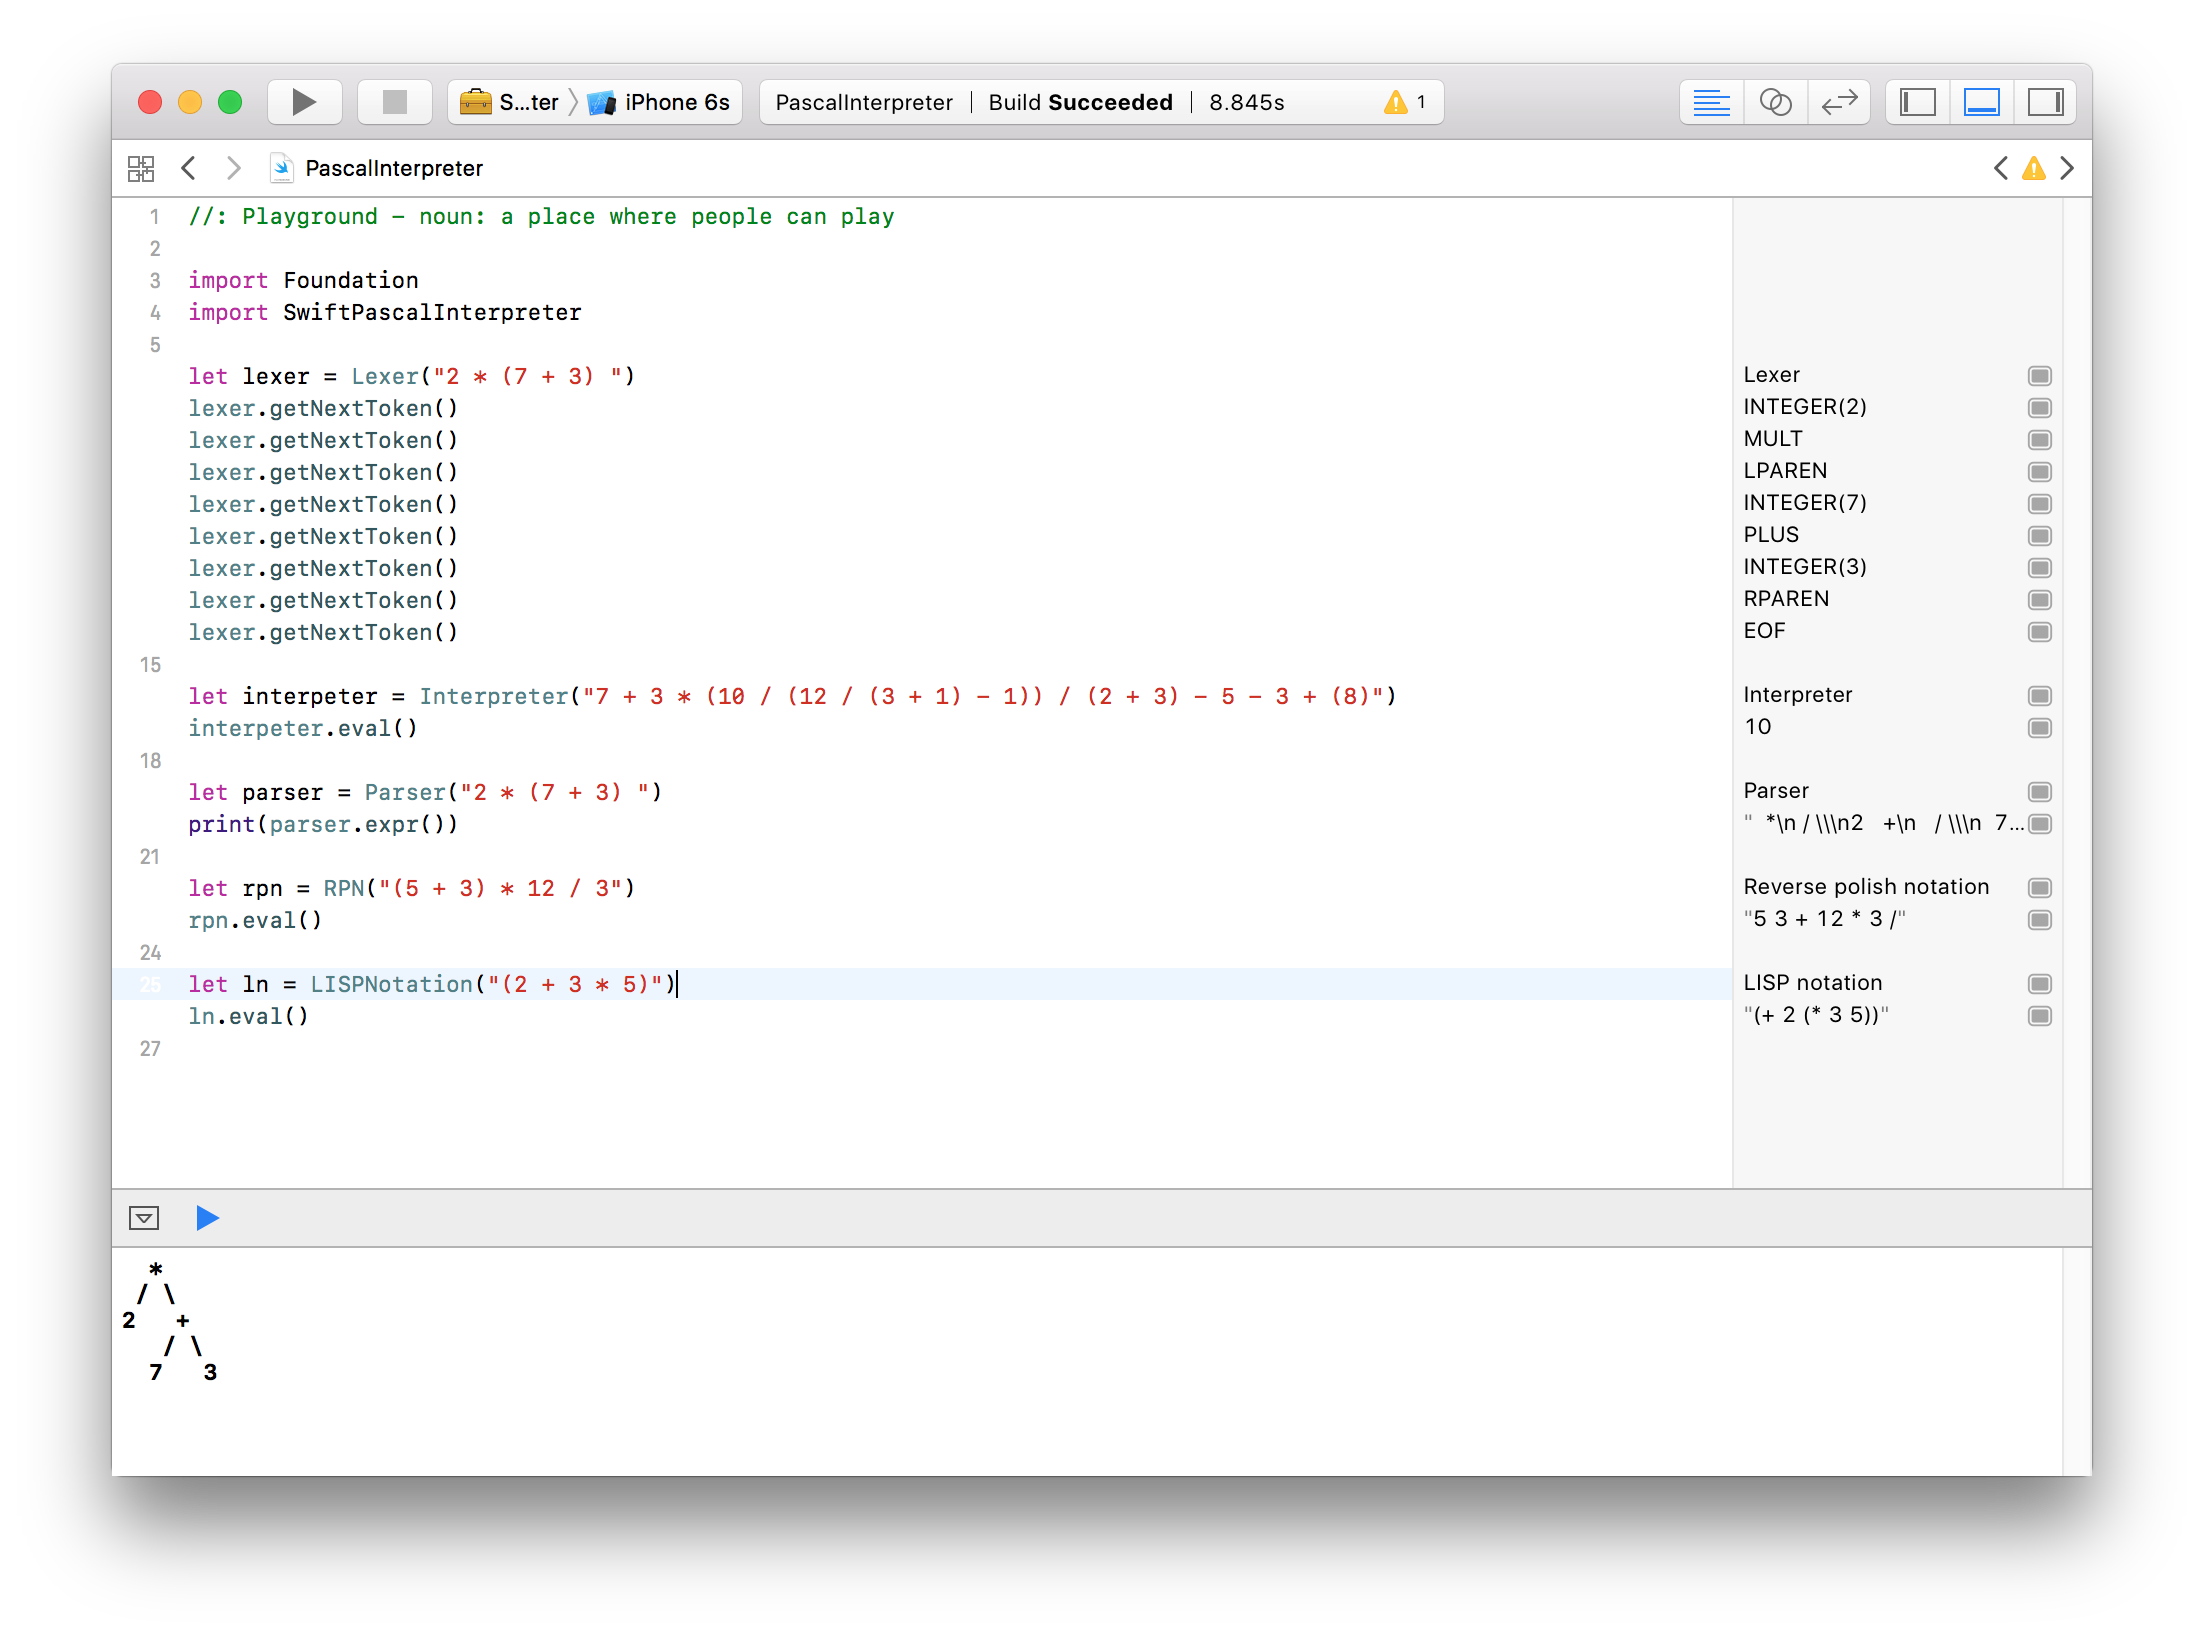 S...ter 〉 iPhone 6s PascalInterpreter | Build Succeeded | 8.845s 1
PascalInterpreter
1 //: Playground - noun: a place where people can play
2
3 import Foundation
4 import SwiftPascalInterpreter
5
let lexer = Lexer("2 * (7 + 3) ") Lexer
lexer.getNextToken() INTEGER(2)
lexer.getNextToken() MULT
lexer.getNextToken() LPAREN
lexer.getNextToken() INTEGER(7)
lexer.getNextToken() PLUS
lexer.getNextToken() INTEGER(3)
lexer.getNextToken() RPAREN
lexer.getNextToken() EOF
15
let interpeter = Interpreter("7 + 3 * (10 / (12 / (3 + 1) - 1)) / (2 + 3) - 5 - 3 + (8)") Interpreter
interpeter.eval() 10
18
let parser = Parser("2 * (7 + 3) ") Parser
print(parser.expr()) "  *\n / \\\n2   +\n   / \\\n  7...
21
let rpn = RPN("(5 + 3) * 12 / 3") Reverse polish notation
rpn.eval() "5 3 + 12 * 3 /"
24
25 let ln = LISPNotation("(2 + 3 * 5)") LISP notation
ln.eval() "(+ 2 (* 3 5))"
27
  *
 / \
2   +
   / \
  7   3